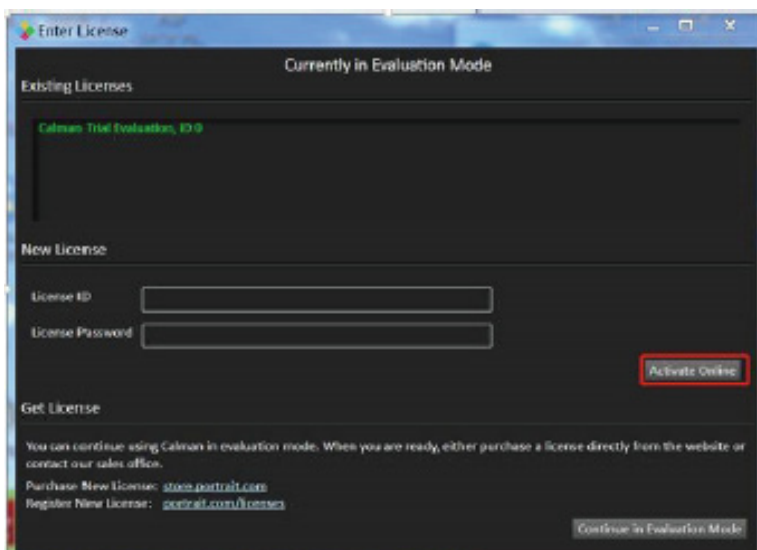 Enter License
Currently in Evaluation Mode
Existing Licenses
Calman Trial Evaluation, ID 0
New License
License ID
License Password
Activate Online
Get License
You can continue using Calman in evaluation mode. When you are ready, either purchase a license directly from the website or
contact our sales office.
Purchase New License: store.portrait.com
Register New License: portrait.com/licenses
Continue in Evaluation Mode